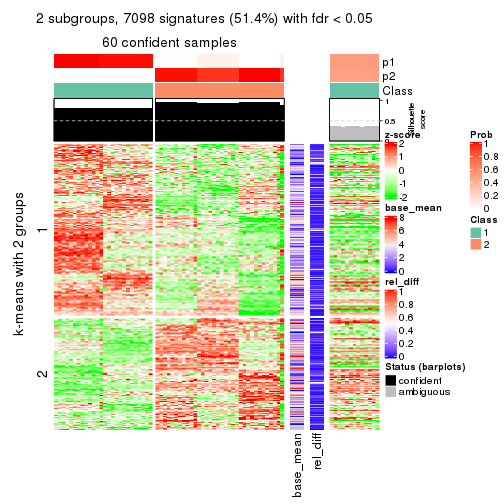 2 subgroups, 7098 signatures (51.4%) with fdr < 0.05
60 confident samples
p1
p2
Class
1
0.5
0
Silhouette
score
k-means with 2 groups
1
2
base_mean
rel_diff
z-score
2
1
0
-1
-2
base_mean
8
6
4
2
0
rel_diff
1
0.8
0.6
0.4
0.2
0
Status (barplots)
confident
ambiguous
Prob
1
0.8
0.6
0.4
0.2
0
Class
1
2